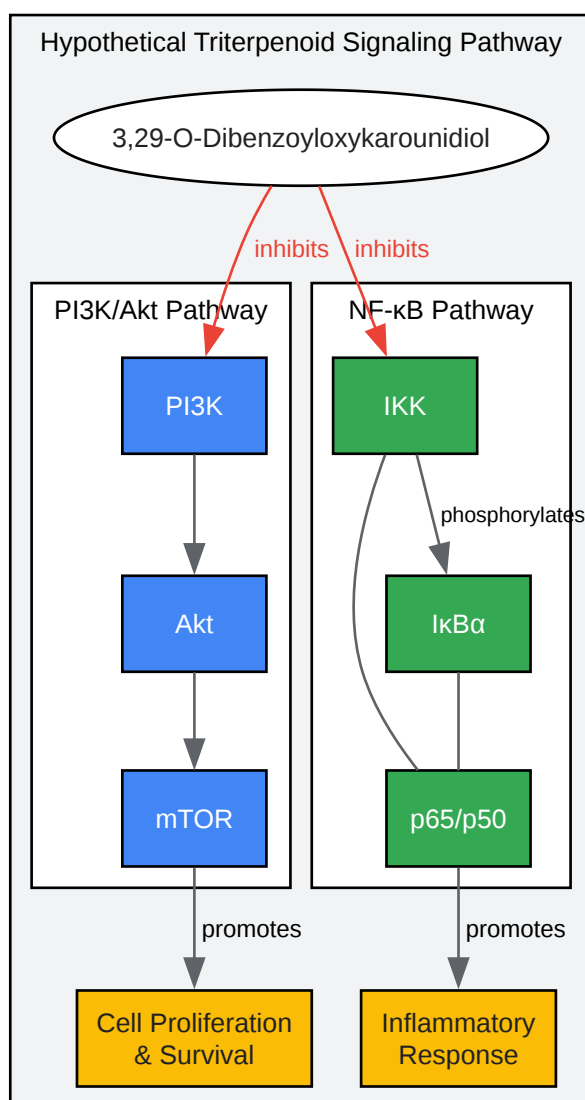 Hypothetical Triterpenoid Signaling Pathway
3,29-O-Dibenzoyloxykarounidiol
inhibits
inhibits
PI3K/Akt Pathway
NF-κB Pathway
PI3K
IKK
phosphorylates
Akt
IκBα
mTOR
p65/p50
promotes
promotes
Cell Proliferation
& Survival
Inflammatory
Response